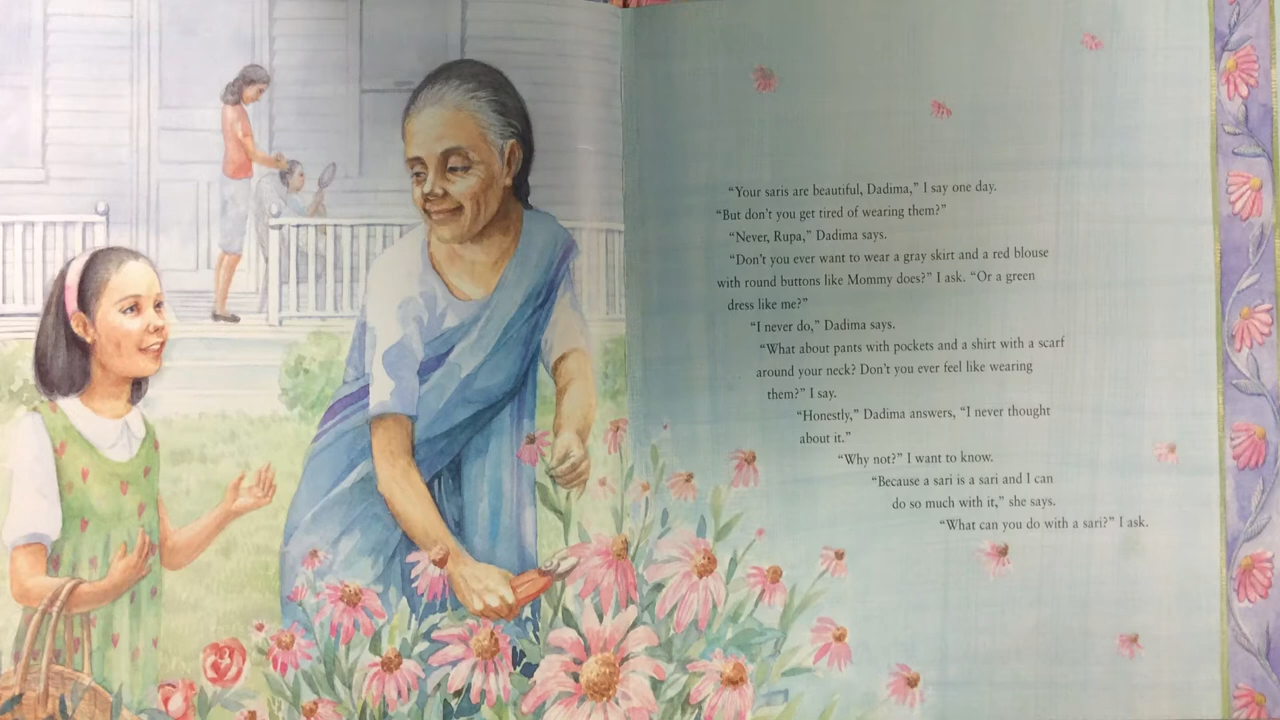 “Your saris are beautiful, Dadima,” I say one day.
“But don’t you get tired of wearing them?”
“Never, Rupa,” Dadima says.
“Don’t you ever want to wear a gray skirt and a red blouse
with round buttons like Mommy does?” I ask. “Or a green
dress like me?”
“I never do,” Dadima says.
“What about pants with pockets and a shirt with a scarf
around your neck? Don’t you ever feel like wearing
them?” I say.
“Honestly,” Dadima answers, “I never thought
about it.”
“Why not?” I want to know.
“Because a sari is a sari and I can
do so much with it,” she says.
“What can you do with a sari?” I ask.